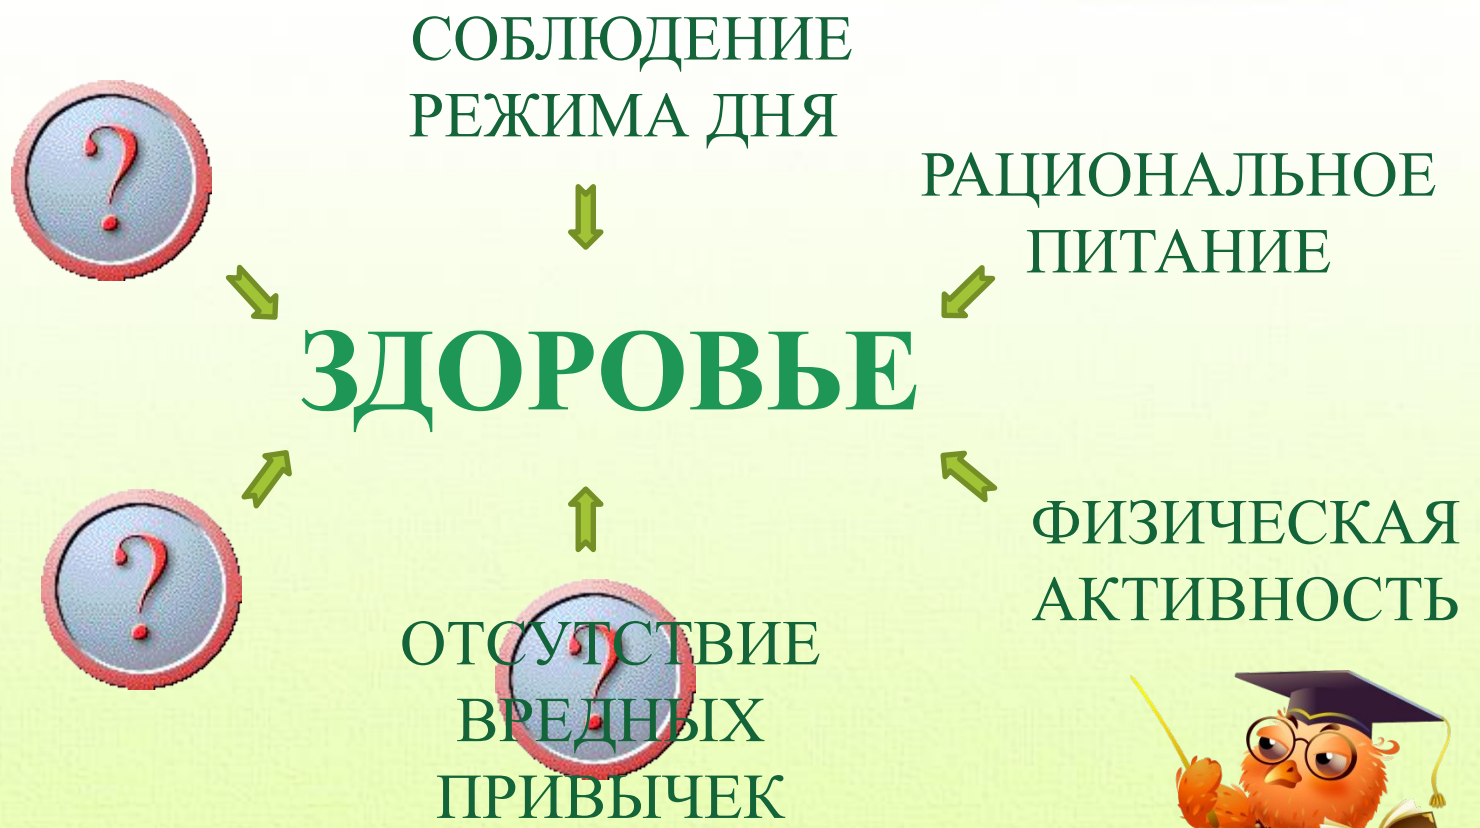 СОБЛЮДЕНИЕ
РЕЖИМА ДНЯ
?
РАЦИОНАЛЬНОЕ
ПИТАНИЕ
ЗДОРОВЬЕ
?
ФИЗИЧЕСКАЯ
АКТИВНОСТЬ
?
ОТСУТСТВИЕ
ВРЕДНЫХ
ПРИВЫЧЕК